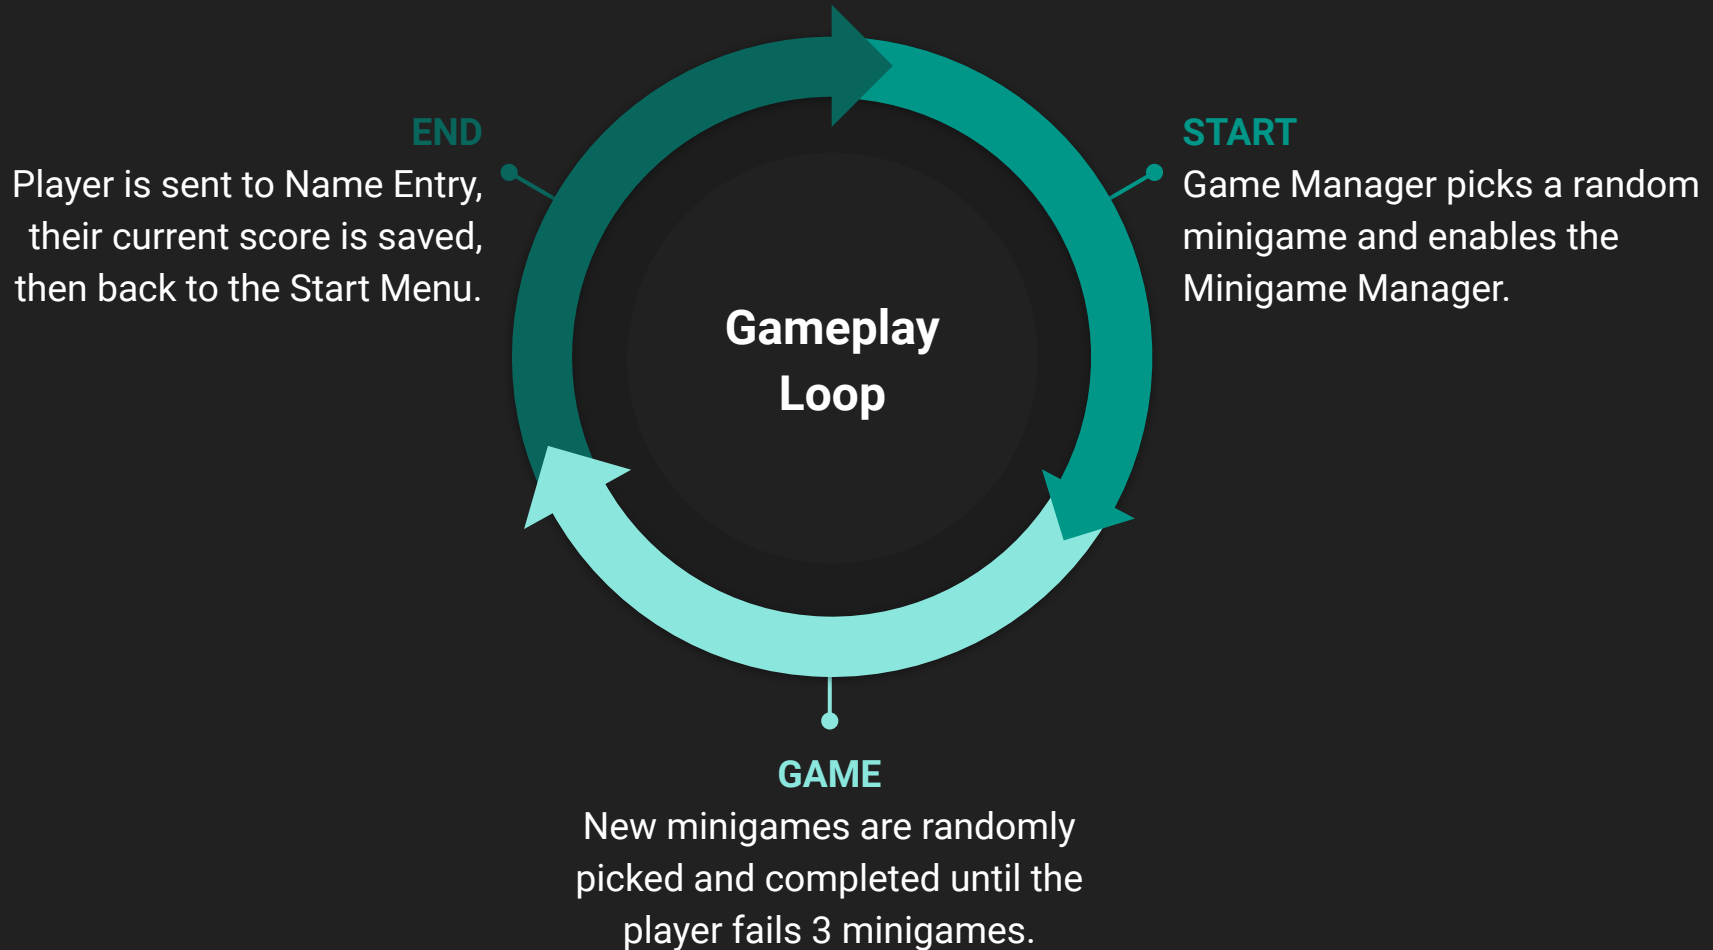 Gameplay
Loop
START
Game Manager picks a random
minigame and enables the
Minigame Manager.
GAME
New minigames are randomly
picked and completed until the
player fails 3 minigames.
END
Player is sent to Name Entry,
their current score is saved,
then back to the Start Menu.